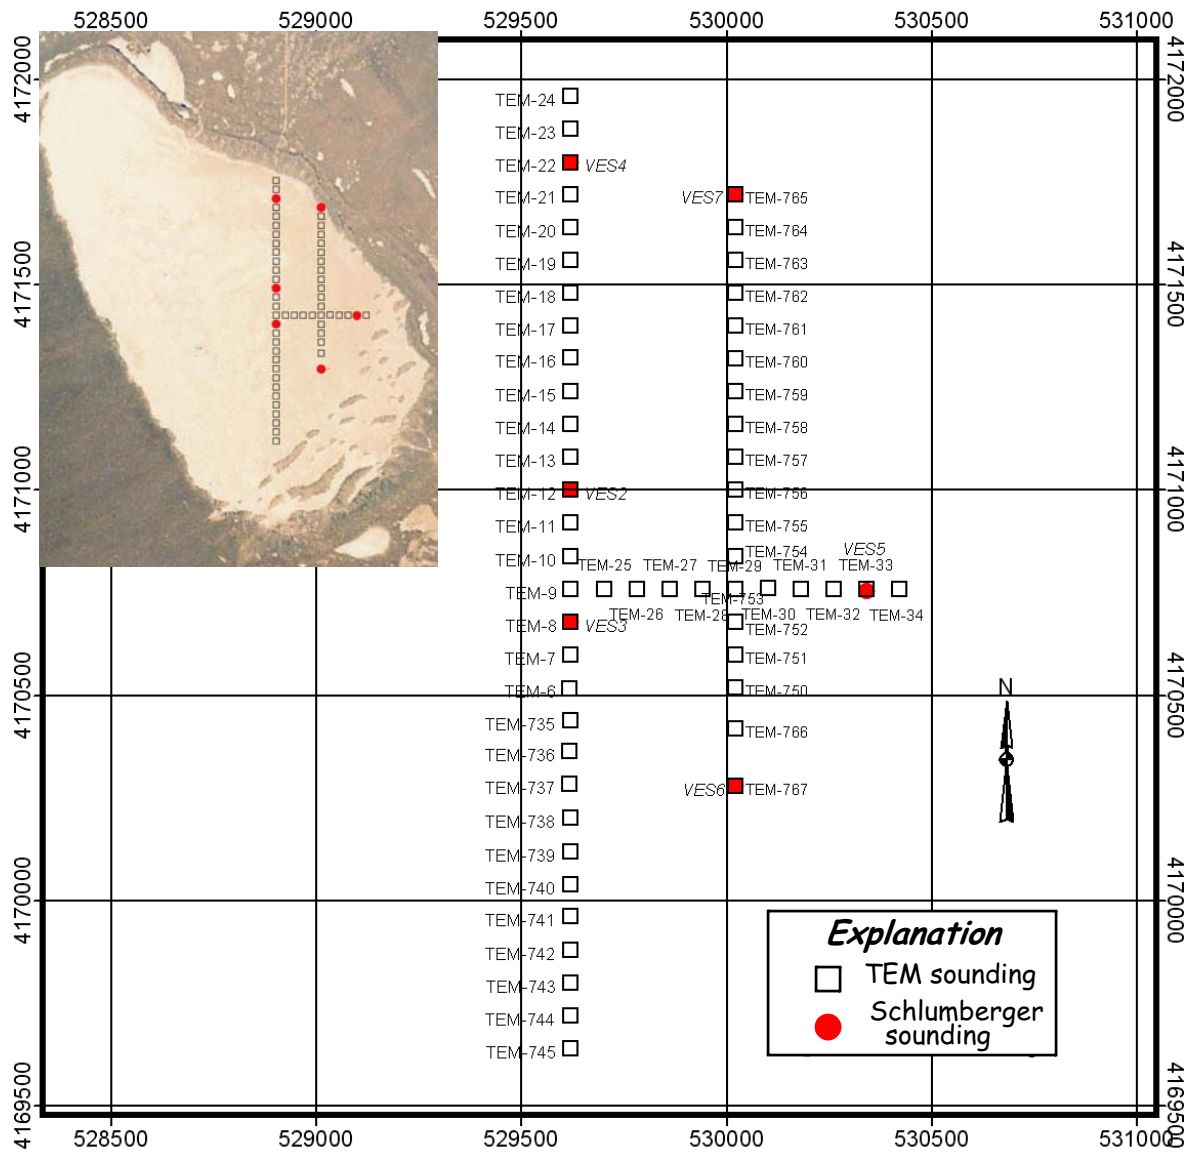 528500 529000 529500 530000 530500 531000
4172000
4171500
4171000
4170500
4170000
4169500
4172000
4171500
4171000
4170500
4170000
4169500
TEM-24
TEM-23
TEM-22 VES4
TEM-21
TEM-20
TEM-19
TEM-18
TEM-17
TEM-16
TEM-15
TEM-14
TEM-13
TEM-12 VES2
TEM-11
TEM-10
TEM-9
TEM-8 VES3
TEM-7
TEM-6
TEM-735
TEM-736
TEM-737
TEM-738
TEM-739
TEM-740
TEM-741
TEM-742
TEM-743
TEM-744
TEM-745
VES7 TEM-765
TEM-764
TEM-763
TEM-762
TEM-761
TEM-760
TEM-759
TEM-758
TEM-757
TEM-756
TEM-755
TEM-754
VES5
TEM-25 TEM-27 TEM-29 TEM-31 TEM-33
TEM-753
TEM-26 TEM-28 TEM-30 TEM-32 TEM-34
TEM-752
TEM-751
TEM-750
TEM-766
VES6 TEM-767
N
Explanation
TEM sounding
Schlumberger
sounding
528500 529000 529500 530000 530500 531000